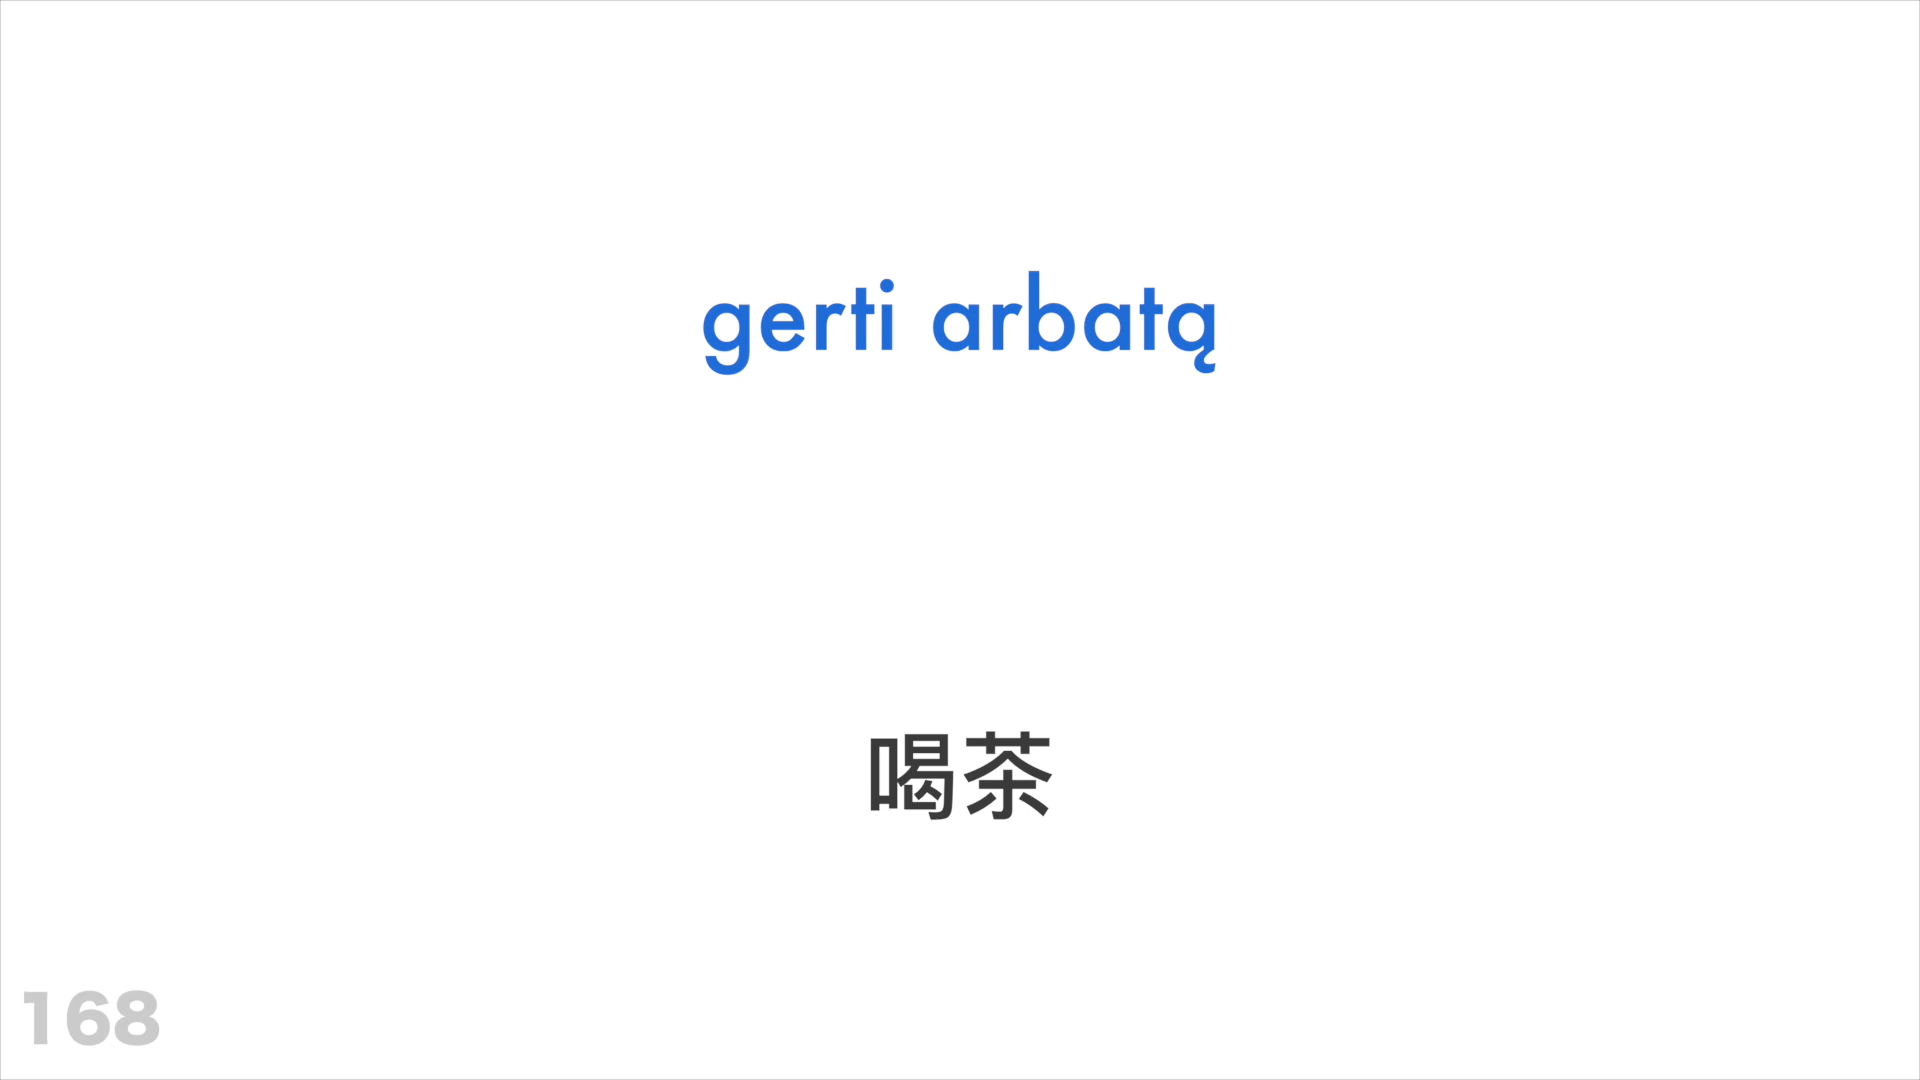 gerti arbatą
喝茶
168